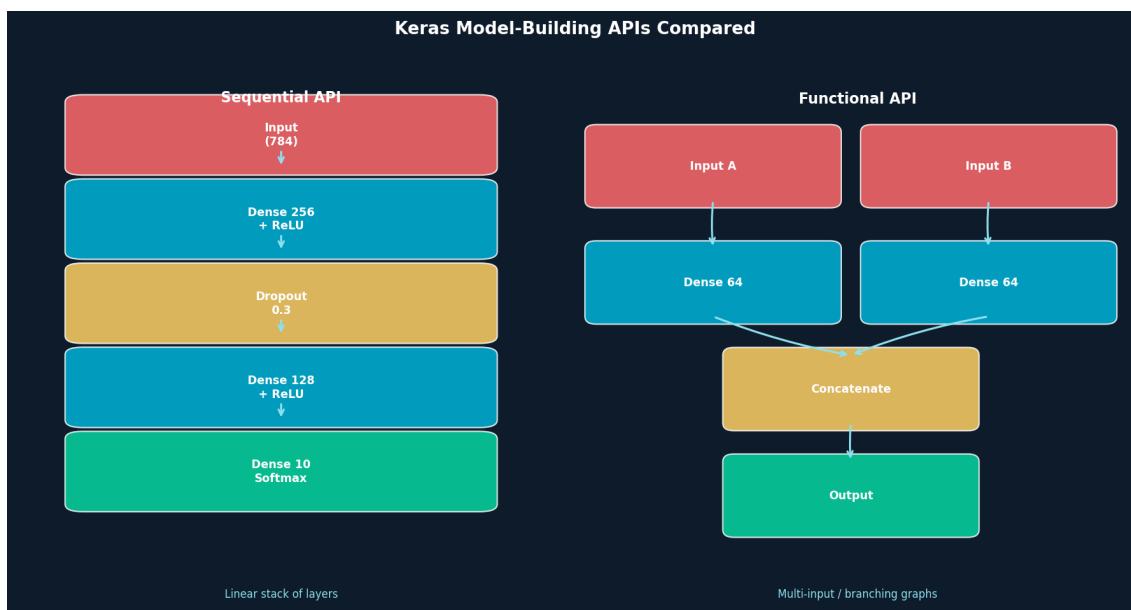 Keras Model-Building APIs Compared
Sequential API
Input
(784)
Dense 256
+ ReLU
Dropout
0.3
Dense 128
+ ReLU
Dense 10
Softmax
Linear stack of layers
Functional API
Input A
Input B
Dense 64
Dense 64
Concatenate
Output
Multi-input / branching graphs